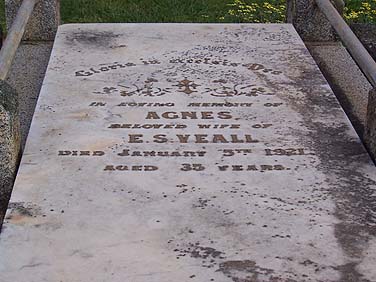 Gloria in Excelsis Deo
IN LOVING MEMORY OF
AGNES,
BELOVED WIFE OF
E.S. YEALL
DIED JANUARY 5TH 1921.
AGED 35 YEARS.